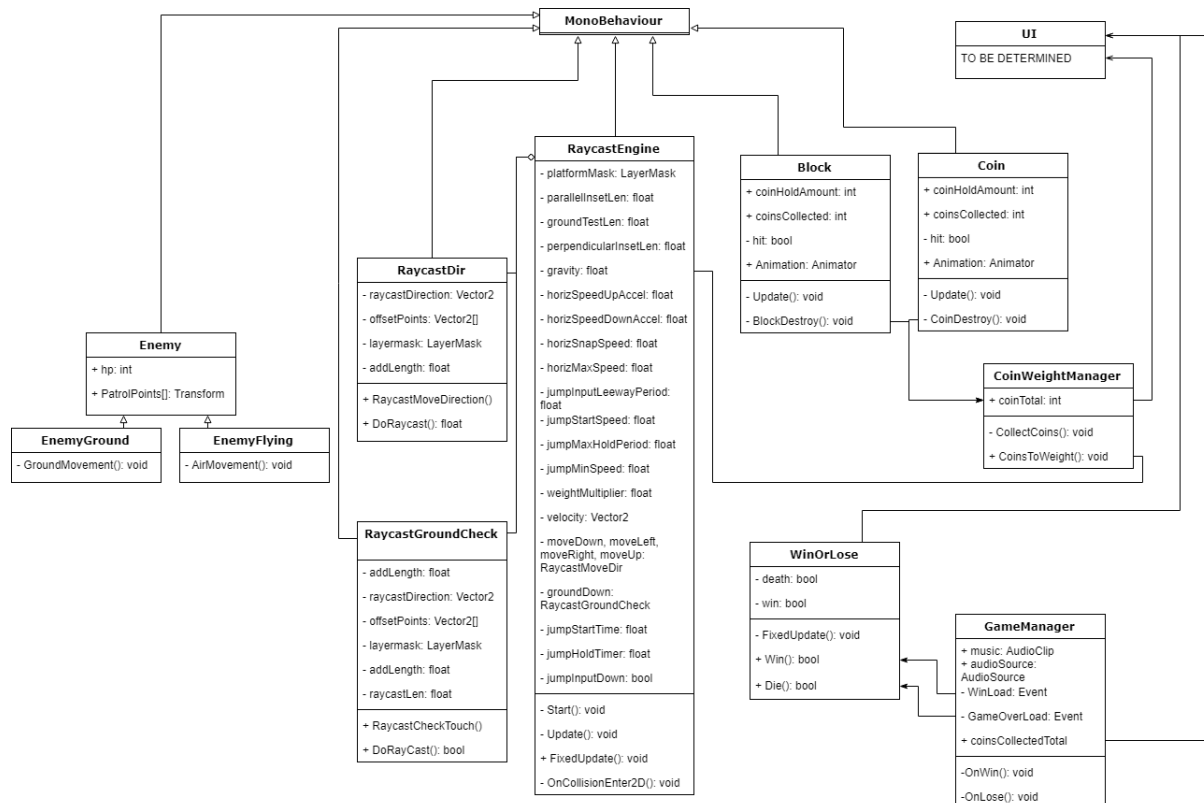 MonoBehaviour
UI
TO BE DETERMINED
RaycastEngine
- platformMask: LayerMask
- parallelInsetLen: float
- groundTestLen: float
- perpendicularInsetLen: float
- gravity: float
- horizSpeedUpAccel: float
- horizSpeedDownAccel: float
- horizSnapSpeed: float
- horizMaxSpeed: float
- jumpInputLeewayPeriod:
float
- jumpStartSpeed: float
- jumpMaxHoldPeriod: float
- jumpMinSpeed: float
- weightMultiplier: float
- velocity: Vector2
- moveDown, moveLeft,
moveRight, moveUp:
RaycastMoveDir
- groundDown:
RaycastGroundCheck
- jumpStartTime: float
- jumpHoldTimer: float
- jumpInputDown: bool
- Start(): void
- Update(): void
+ FixedUpdate(): void
- OnCollisionEnter2D(): void
Block
+ coinHoldAmount: int
+ coinsCollected: int
- hit: bool
+ Animation: Animator
- Update(): void
- BlockDestroy(): void
Coin
+ coinHoldAmount: int
+ coinsCollected: int
- hit: bool
+ Animation: Animator
- Update(): void
- CoinDestroy(): void
RaycastDir
- raycastDirection: Vector2
- offsetPoints: Vector2[]
- layermask: LayerMask
- addLength: float
+ RaycastMoveDirection()
+ DoRaycast(): float
Enemy
+ hp: int
+ PatrolPoints[]: Transform
EnemyGround
- GroundMovement(): void
EnemyFlying
- AirMovement(): void
CoinWeightManager
+ coinTotal: int
- CollectCoins(): void
+ CoinsToWeight(): void
RaycastGroundCheck
- addLength: float
- raycastDirection: Vector2
- offsetPoints: Vector2[]
- layermask: LayerMask
- addLength: float
- raycastLen: float
+ RaycastCheckTouch()
+ DoRayCast(): bool
WinOrLose
- death: bool
- win: bool
- FixedUpdate(): void
+ Win(): bool
+ Die(): bool
GameManager
+ music: AudioClip
+ audioSource:
AudioSource
- WinLoad: Event
- GameOverLoad: Event
+ coinsCollectedTotal
-OnWin(): void
-OnLose(): void